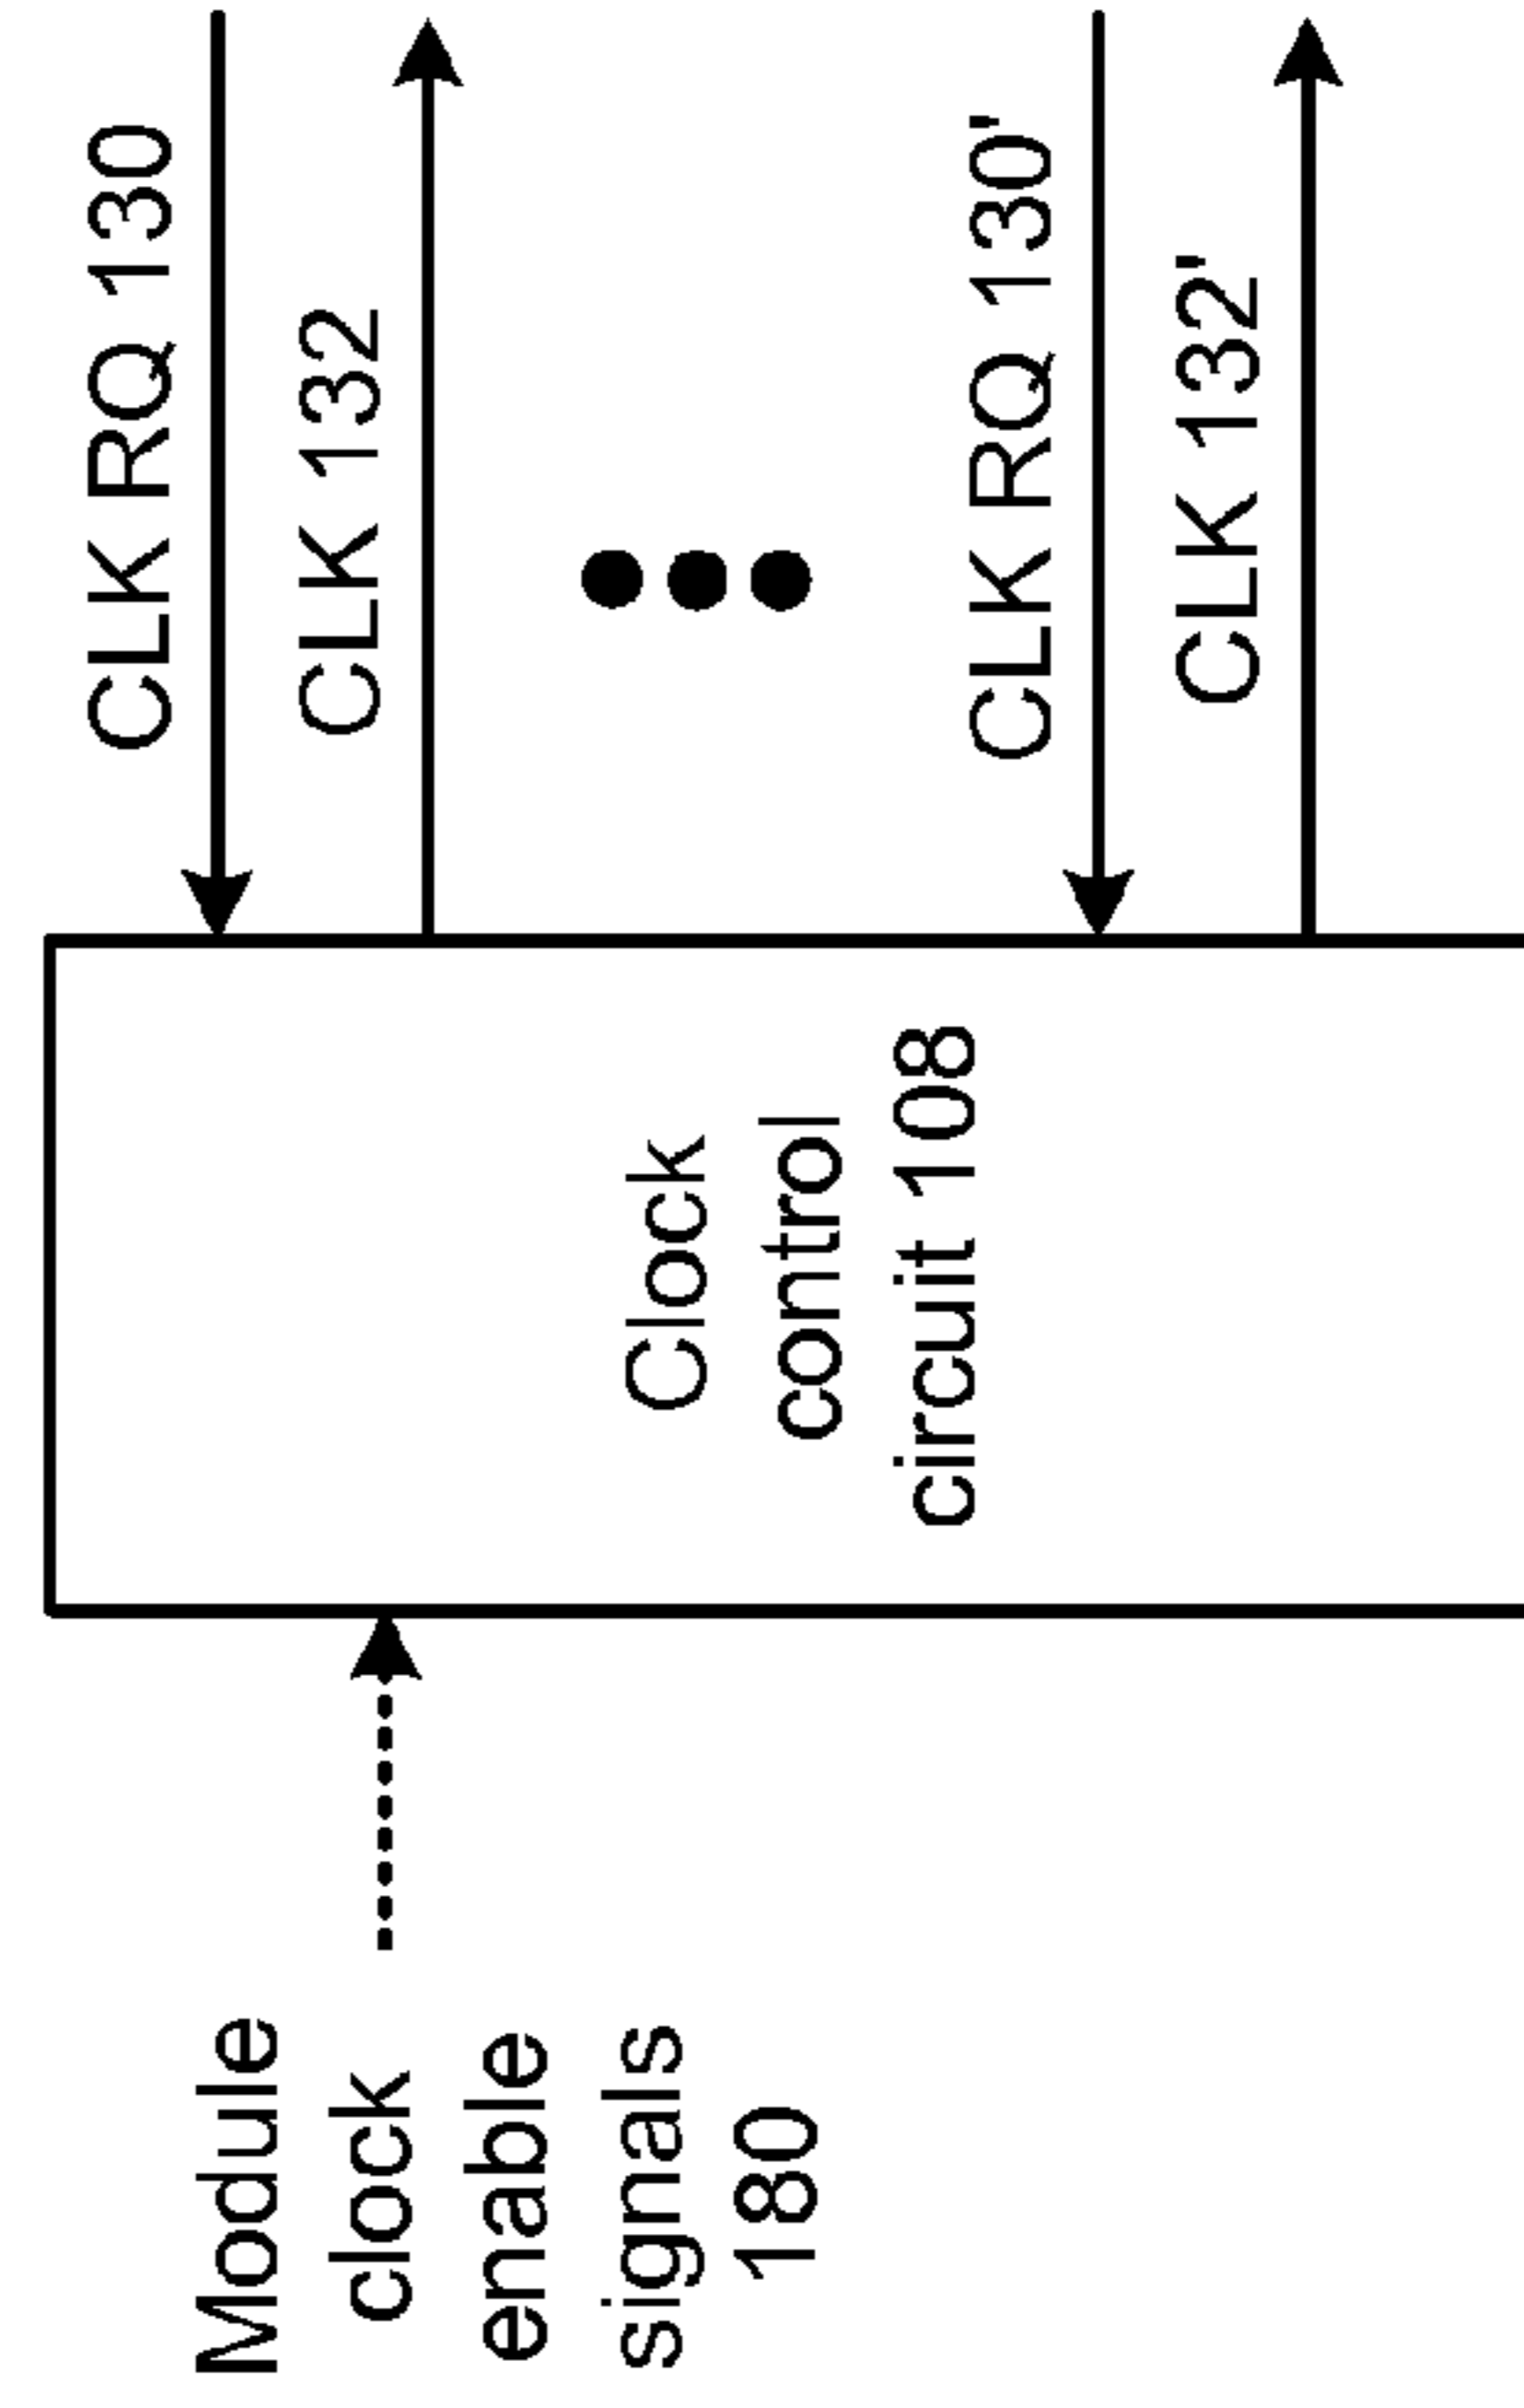 CLK RQ 130
CLK 132
CLK RQ 130'
CLK 132'
Clock
control
circuit 108
Module
clock
enable
signals
180